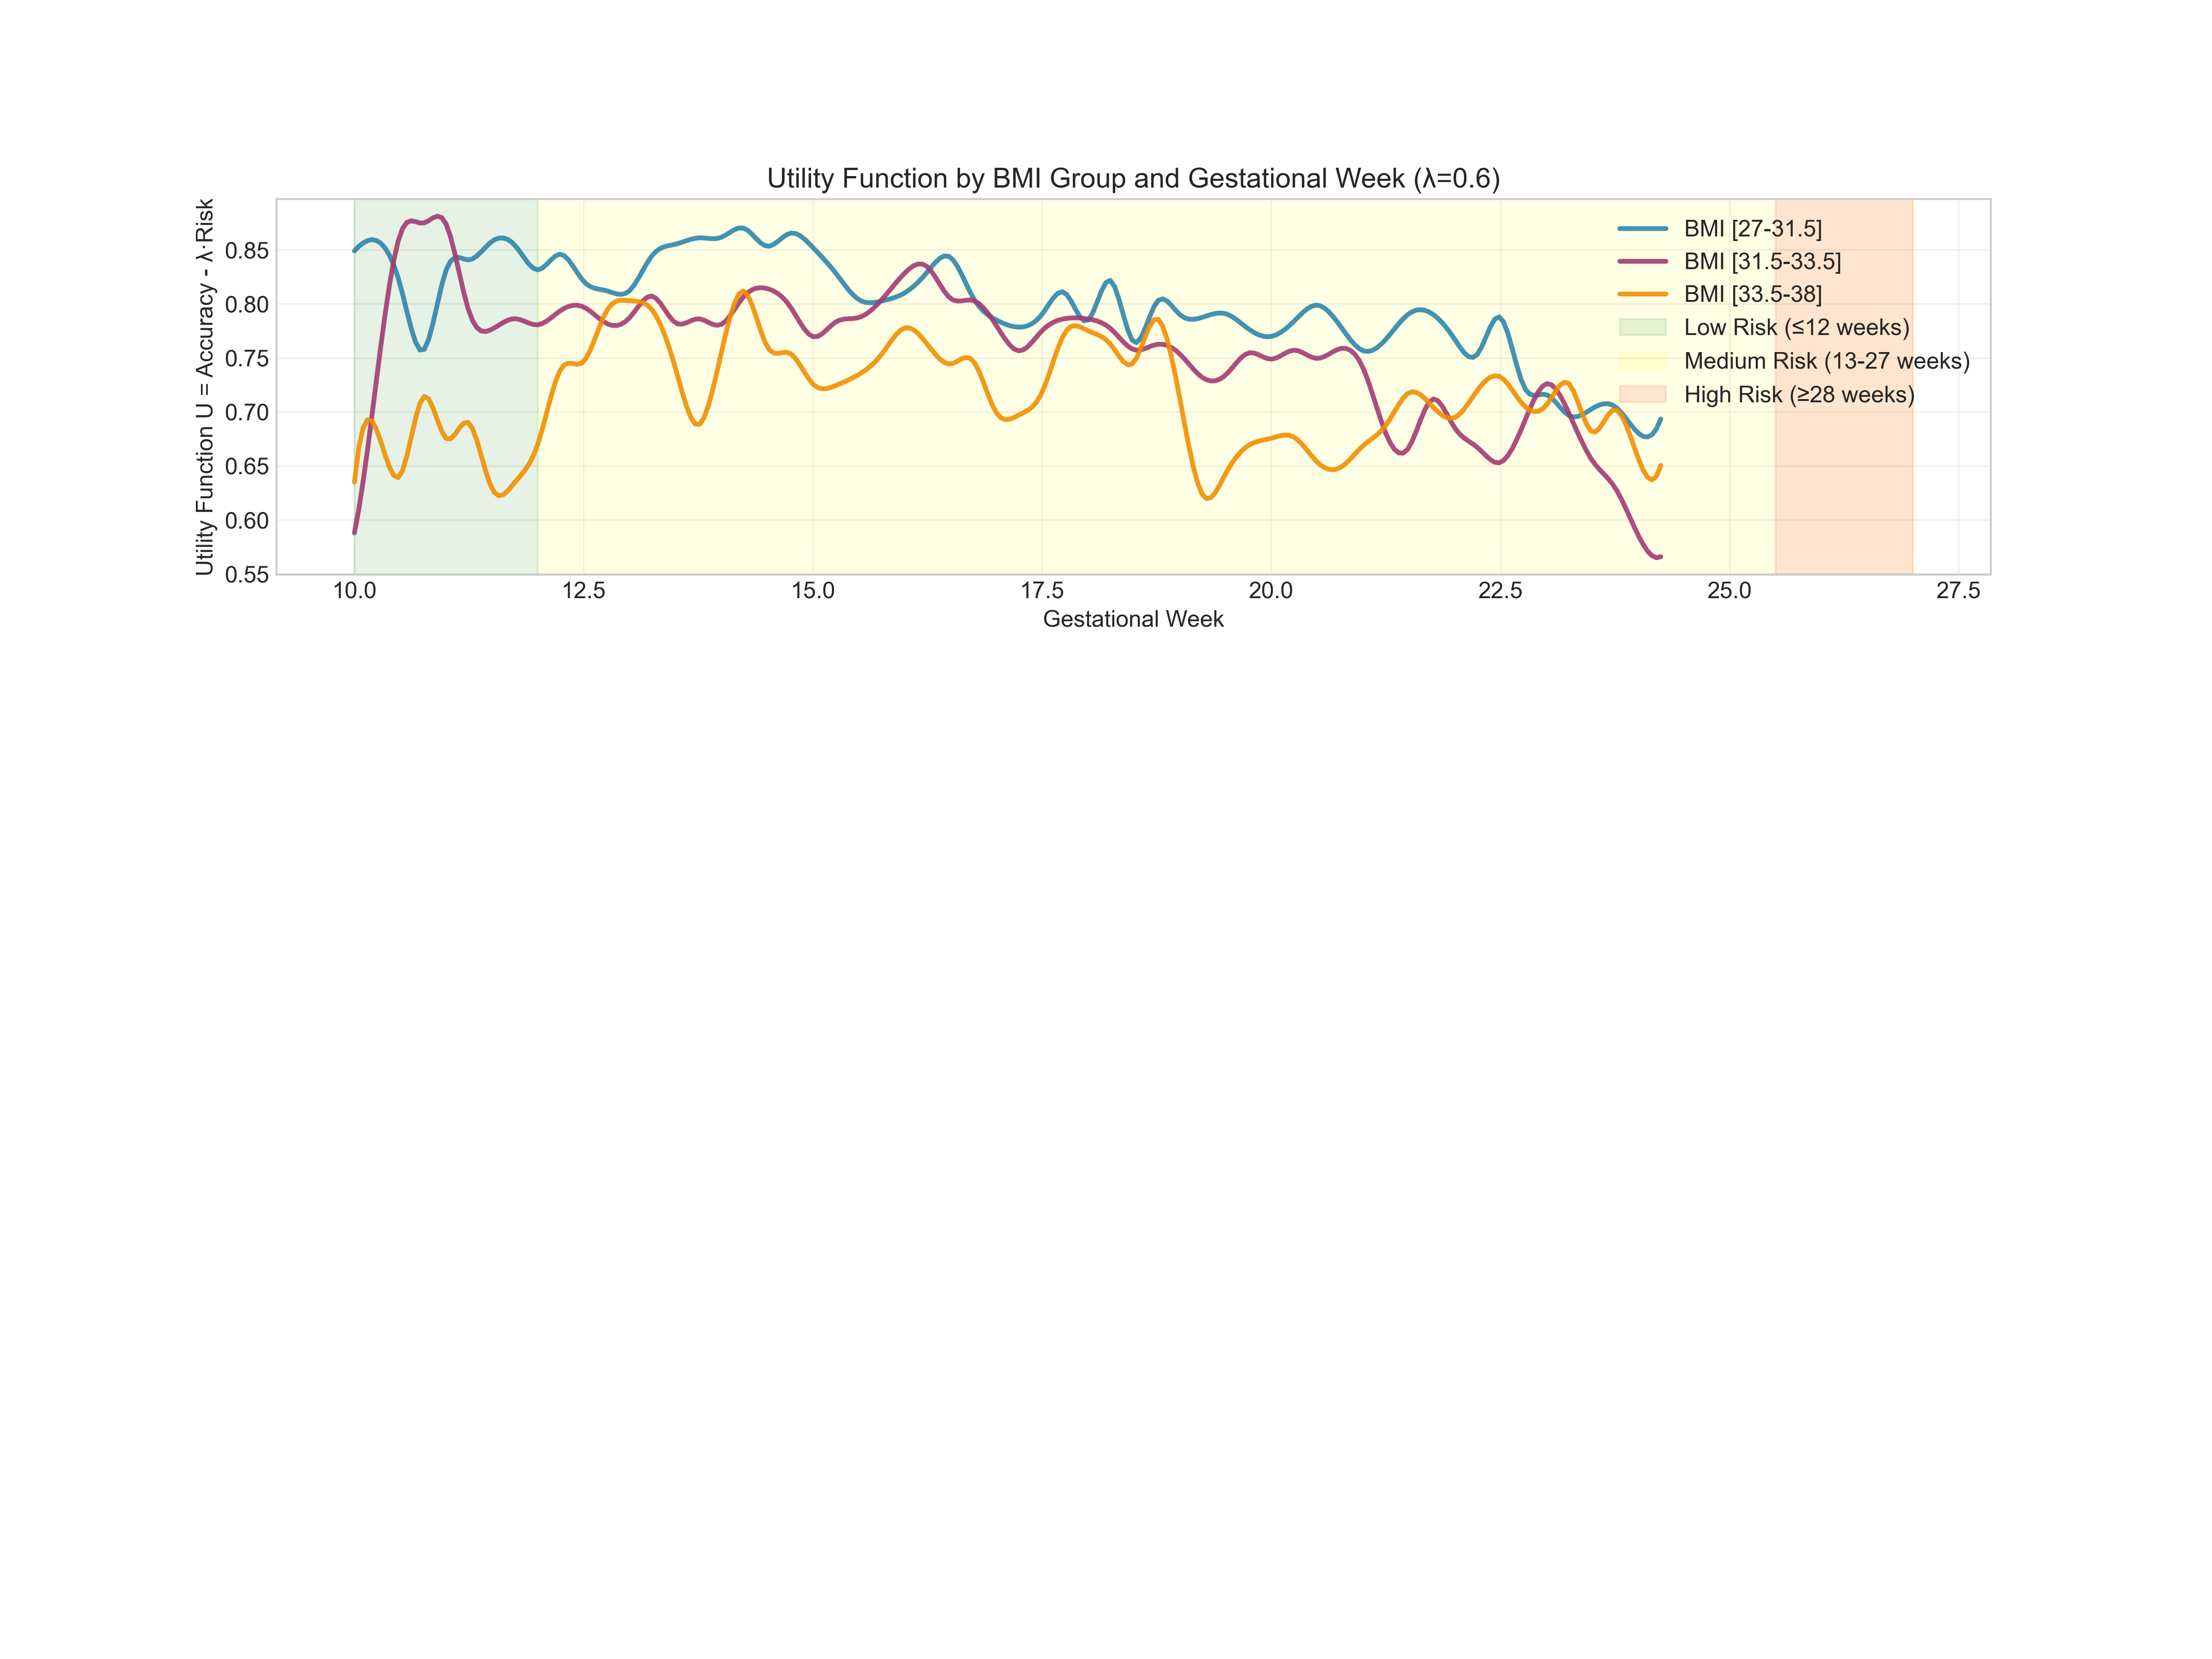 Utility Function by BMI Group and Gestational Week (λ=0.6)
Utility Function U = Accuracy - λ·Risk
0.85
0.80
0.75
0.70
0.65
0.60
0.55
BMI [27-31.5]
BMI [31.5-33.5]
BMI [33.5-38]
Low Risk (≤12 weeks)
Medium Risk (13-27 weeks)
High Risk (≥28 weeks)
10.0 12.5 15.0 17.5 20.0 22.5 25.0 27.5
Gestational Week